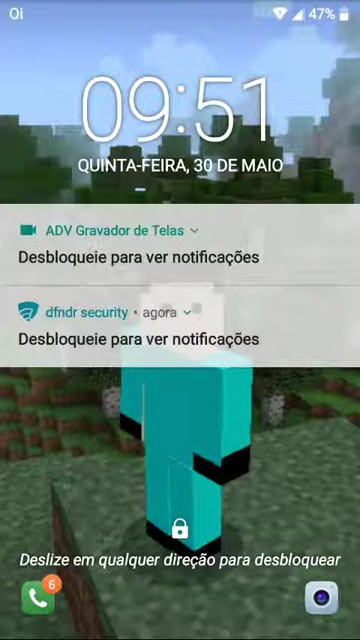 Oi 47%
09:51
QUINTA-FEIRA, 30 DE MAIO
ADV Gravador de Telas
Desbloqueie para ver notificações
dfndr security • agora
Desbloqueie para ver notificações
Deslize em qualquer direção para desbloquear
6